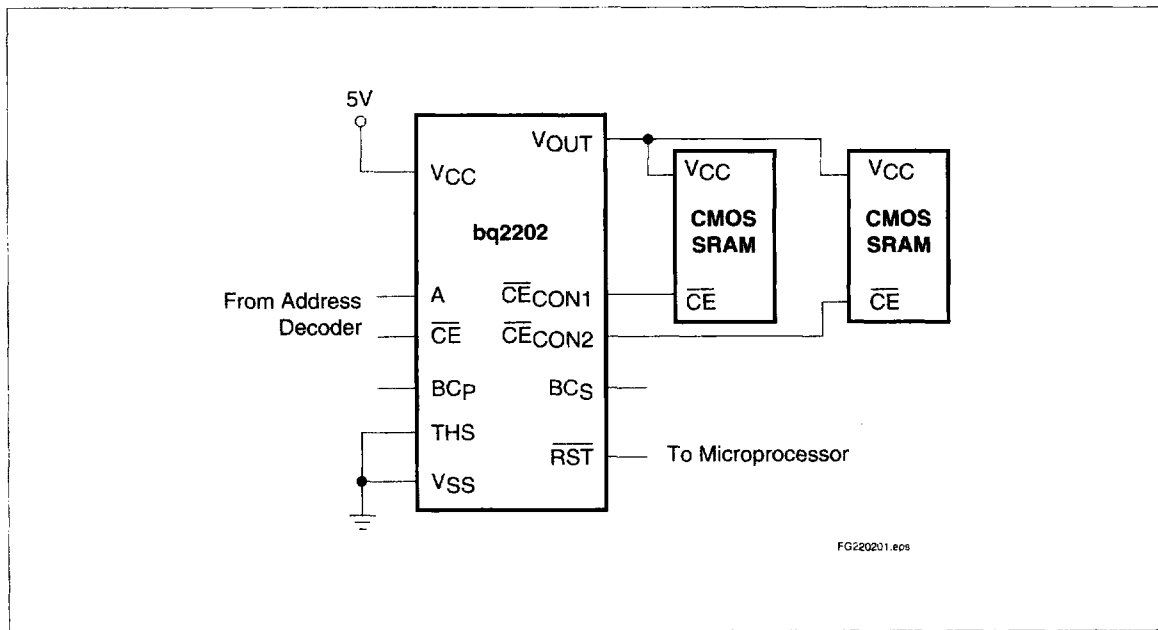 5V
VOUT
VCC
bq2202
VCC
CMOS
SRAM
CE
VCC
CMOS
SRAM
CE
From Address
Decoder
A
CE
CECON1
CECON2
BCP
BCS
THS
RST
To Microprocessor
VSS
FG220201.eps